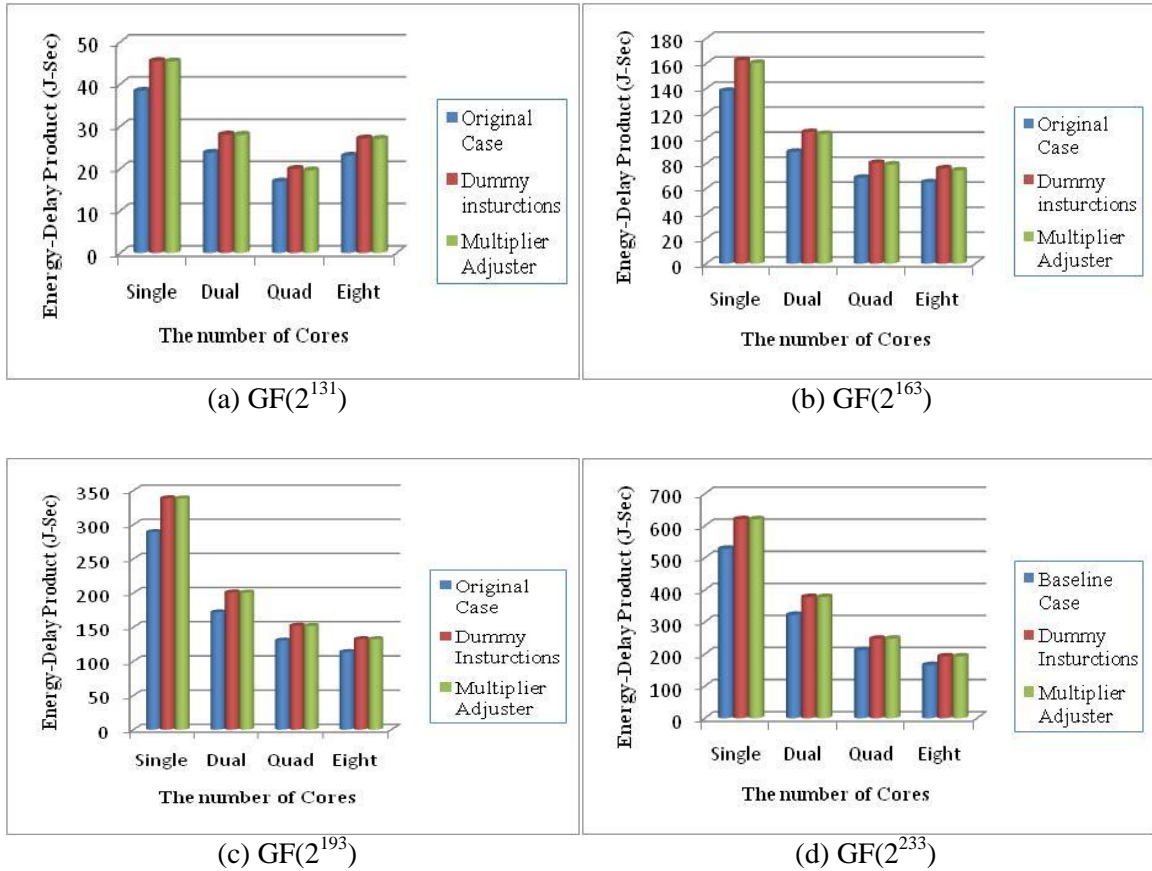 Energy-Delay Product (J-Sec)
50
40
30
20
10
0
Single Dual Quad Eight
The number of Cores
Original
Case
Dummy
insturctions
Multiplier
Adjuster
(a) GF(2^131)
Enegy-Delay Product (J-Sec)
180
160
140
120
100
80
60
40
20
0
Single Dual Quad Eight
The number of Cores
Original
Case
Dummy
insturctions
Multiplier
Adjuster
(b) GF(2^163)
Energy-Delay Product (J-Sec)
350
300
250
200
150
100
50
0
Single Dual Quad Eight
The number of Cores
Original
Case
Dummy
Insturctions
Multiplier
Adjuster
(c) GF(2^193)
Energy-Delay Product (J-Sec)
700
600
500
400
300
200
100
0
Single Dual Quad Eight
The number of Cores
Baseline
Case
Dummy
Insturctions
Multiplier
Adjuster
(d) GF(2^233)